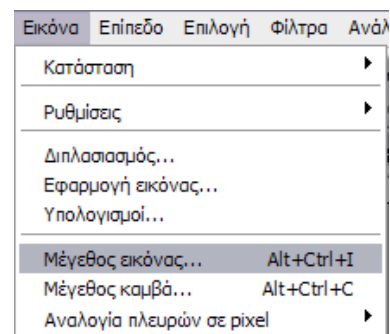 Εικόνα Επίπεδο Επιλογή Φίλτρα
Κατάσταση
Ρυθμίσεις
Διπλασιασμός...
Εφαρμογή εικόνας...
Υπολογισμοί...
Μέγεθος εικόνας... Alt+Ctrl+I
Μέγεθος καμβά... Alt+Ctrl+C
Αναλογία πλευρών σε pixel